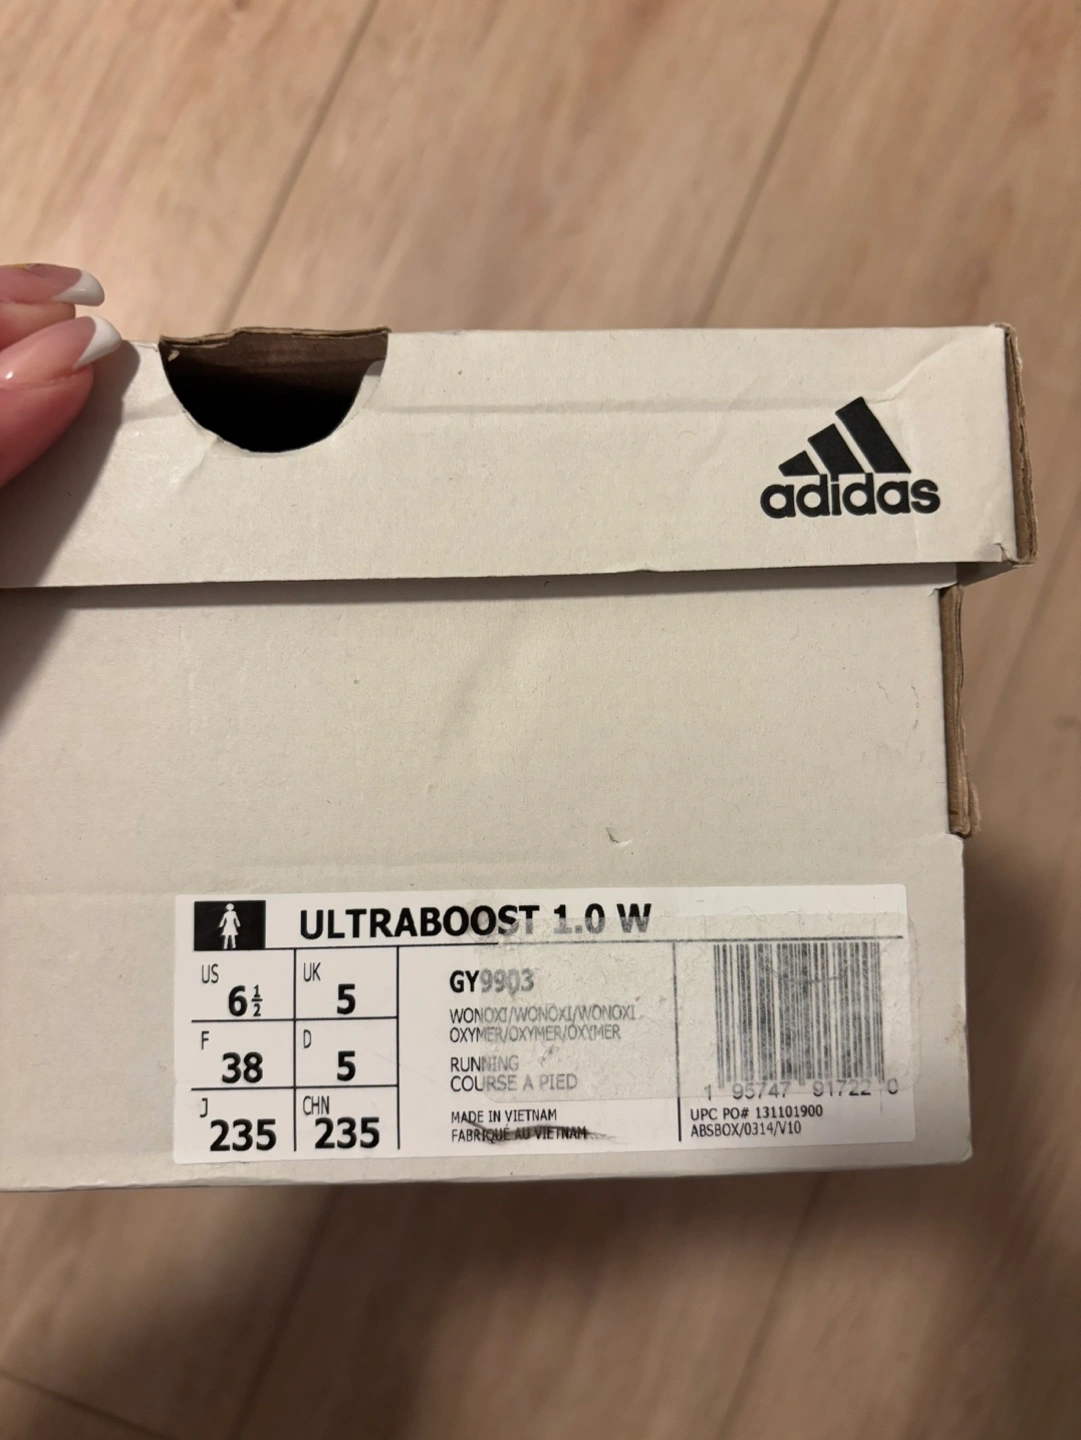 adidas
ULTRABOOST 1.0 W
US 6½
UK 5
F 38
D 5
J 235
CHN 235
GY9903
WONOXI/WONOXI/WONOXI
OXYMER/OXYMER/OXYMER
RUNNING
COURSE A PIED
MADE IN VIETNAM
FABRIQUÉ AU VIETNAM
1 95747 91722 0
UPC PO# 131101900
ABSBOX/0314/V10